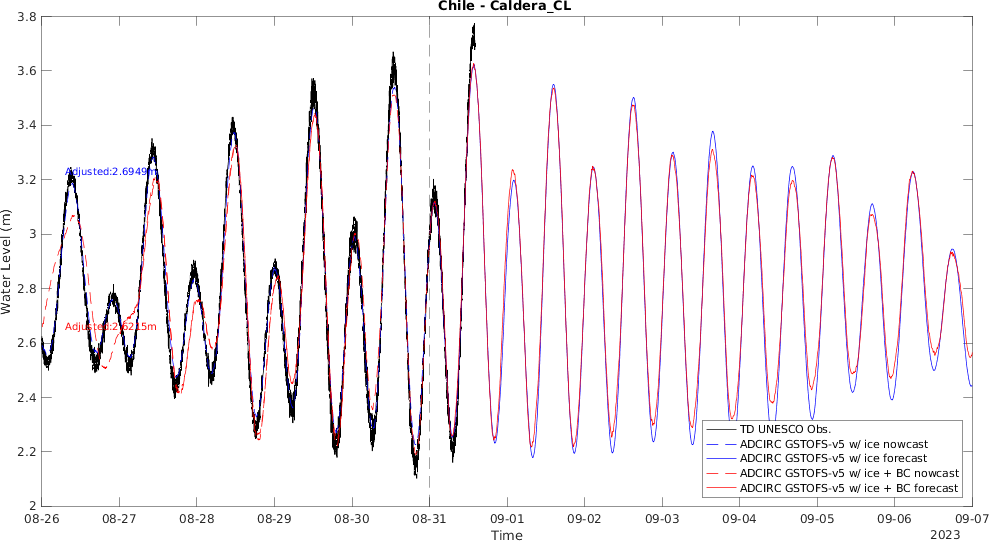 Chile - Caldera_CL
3.8
3.6
3.4
3.2
3
2.8
2.6
2.4
2.2
2
Water Level (m)
Adjusted:2.6949m
Adjusted:2.6215m
TD UNESCO Obs.
ADCIRC GSTOFS-v5 w/ ice nowcast
ADCIRC GSTOFS-v5 w/ ice forecast
ADCIRC GSTOFS-v5 w/ ice + BC nowcast
ADCIRC GSTOFS-v5 w/ ice + BC forecast
08-26 08-27 08-28 08-29 08-30 08-31 09-01 09-02 09-03 09-04 09-05 09-06 09-07
Time
2023